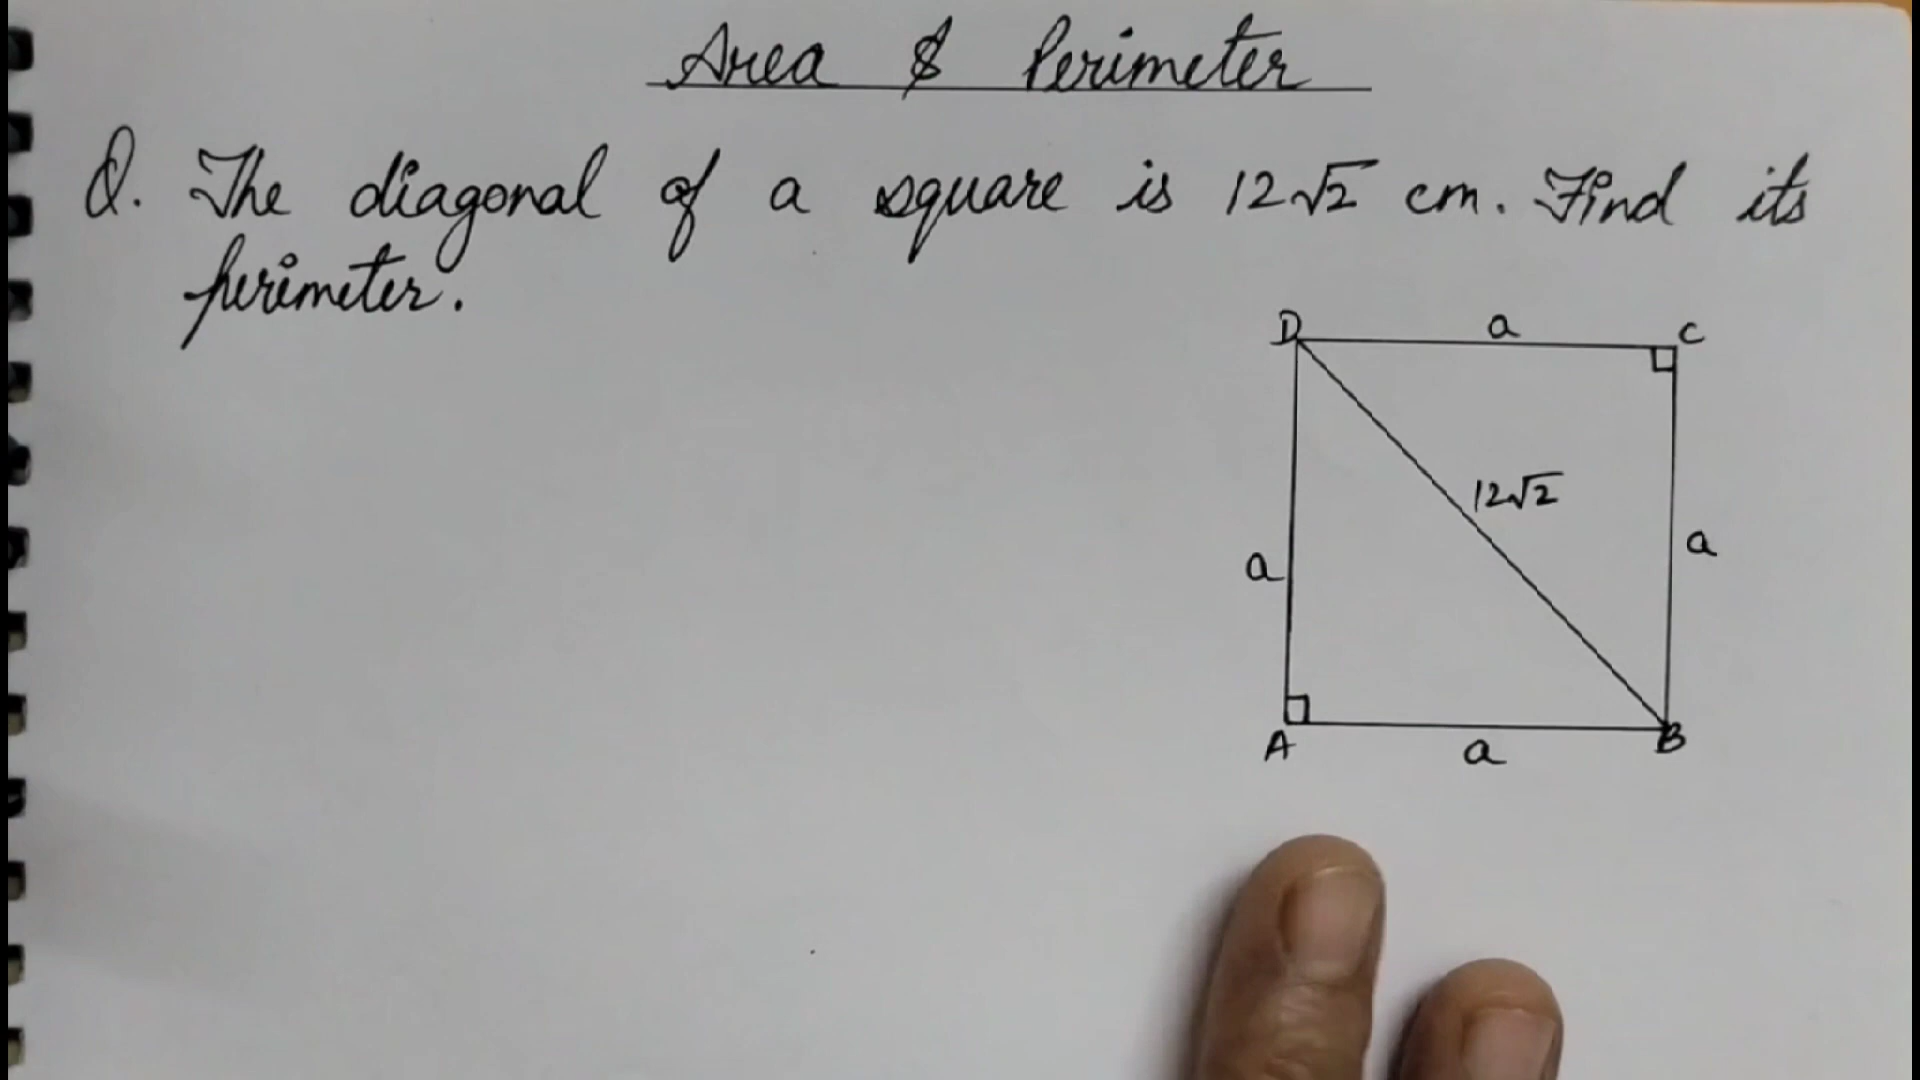 Area & Perimeter
Q. The diagonal of a square is 12√2 cm. Find its
perimeter.
D a C
12√2
a a
A a B